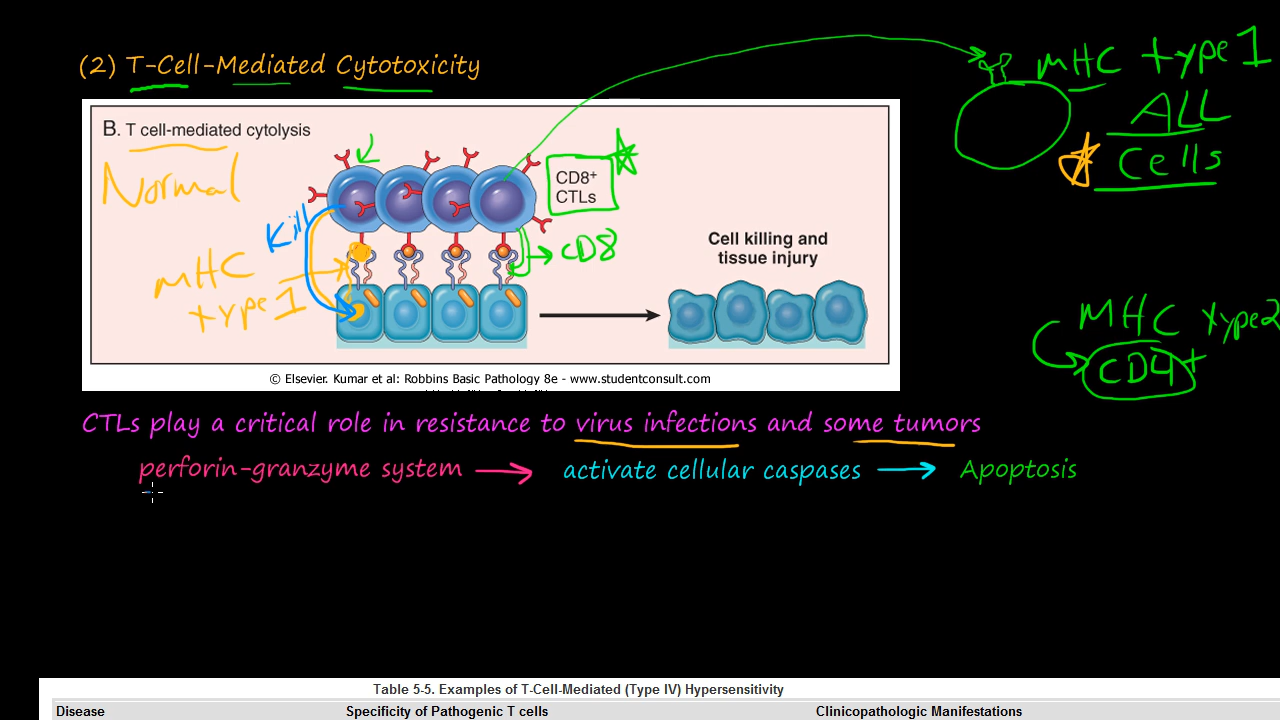 (2) T-Cell-Mediated Cytotoxicity
B. T cell-mediated cytolysis
Normal
Kill
MHC
type 1
CD8+
CTLs
CD8
Cell killing and
tissue injury
© Elsevier. Kumar et al: Robbins Basic Pathology 8e - www.studentconsult.com
MHC type 1
ALL
Cells
MHC type2
CD4+
CTLs play a critical role in resistance to virus infections and some tumors
perforin-granzyme system → activate cellular caspases → Apoptosis
Table 5-5. Examples of T-Cell-Mediated (Type IV) Hypersensitivity
Disease Specificity of Pathogenic T cells Clinicopathologic Manifestations